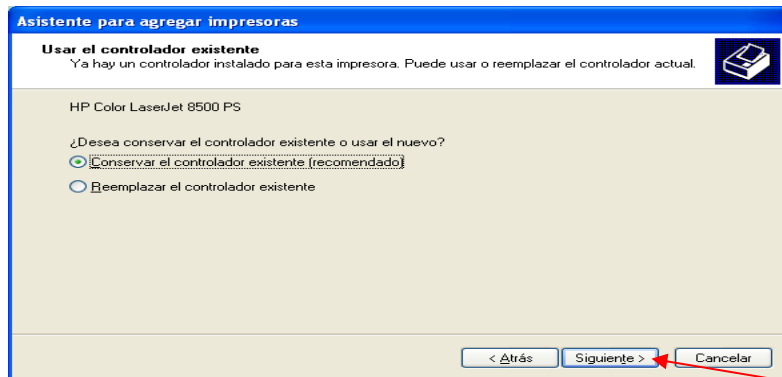 Asistente para agregar impresoras
Usar el controlador existente
Ya hay un controlador instalado para esta impresora. Puede usar o reemplazar el controlador actual.
HP Color LaserJet 8500 PS
¿Desea conservar el controlador existente o usar el nuevo?
Conservar el controlador existente (recomendado)
Reemplazar el controlador existente
< Atrás Siguiente > Cancelar